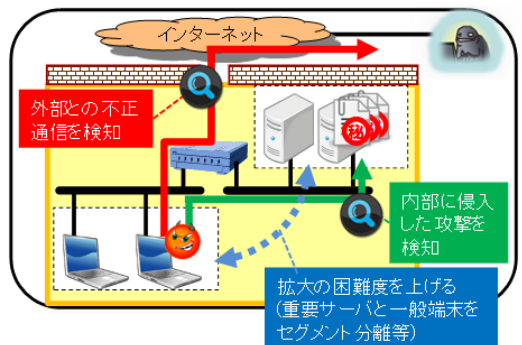 インターネット
外部との不正
通信を検知
秘
内部に侵入
した攻撃を
検知
拡大の困難度を上げる
(重要サーバと一般端末を
セグメント分離等)